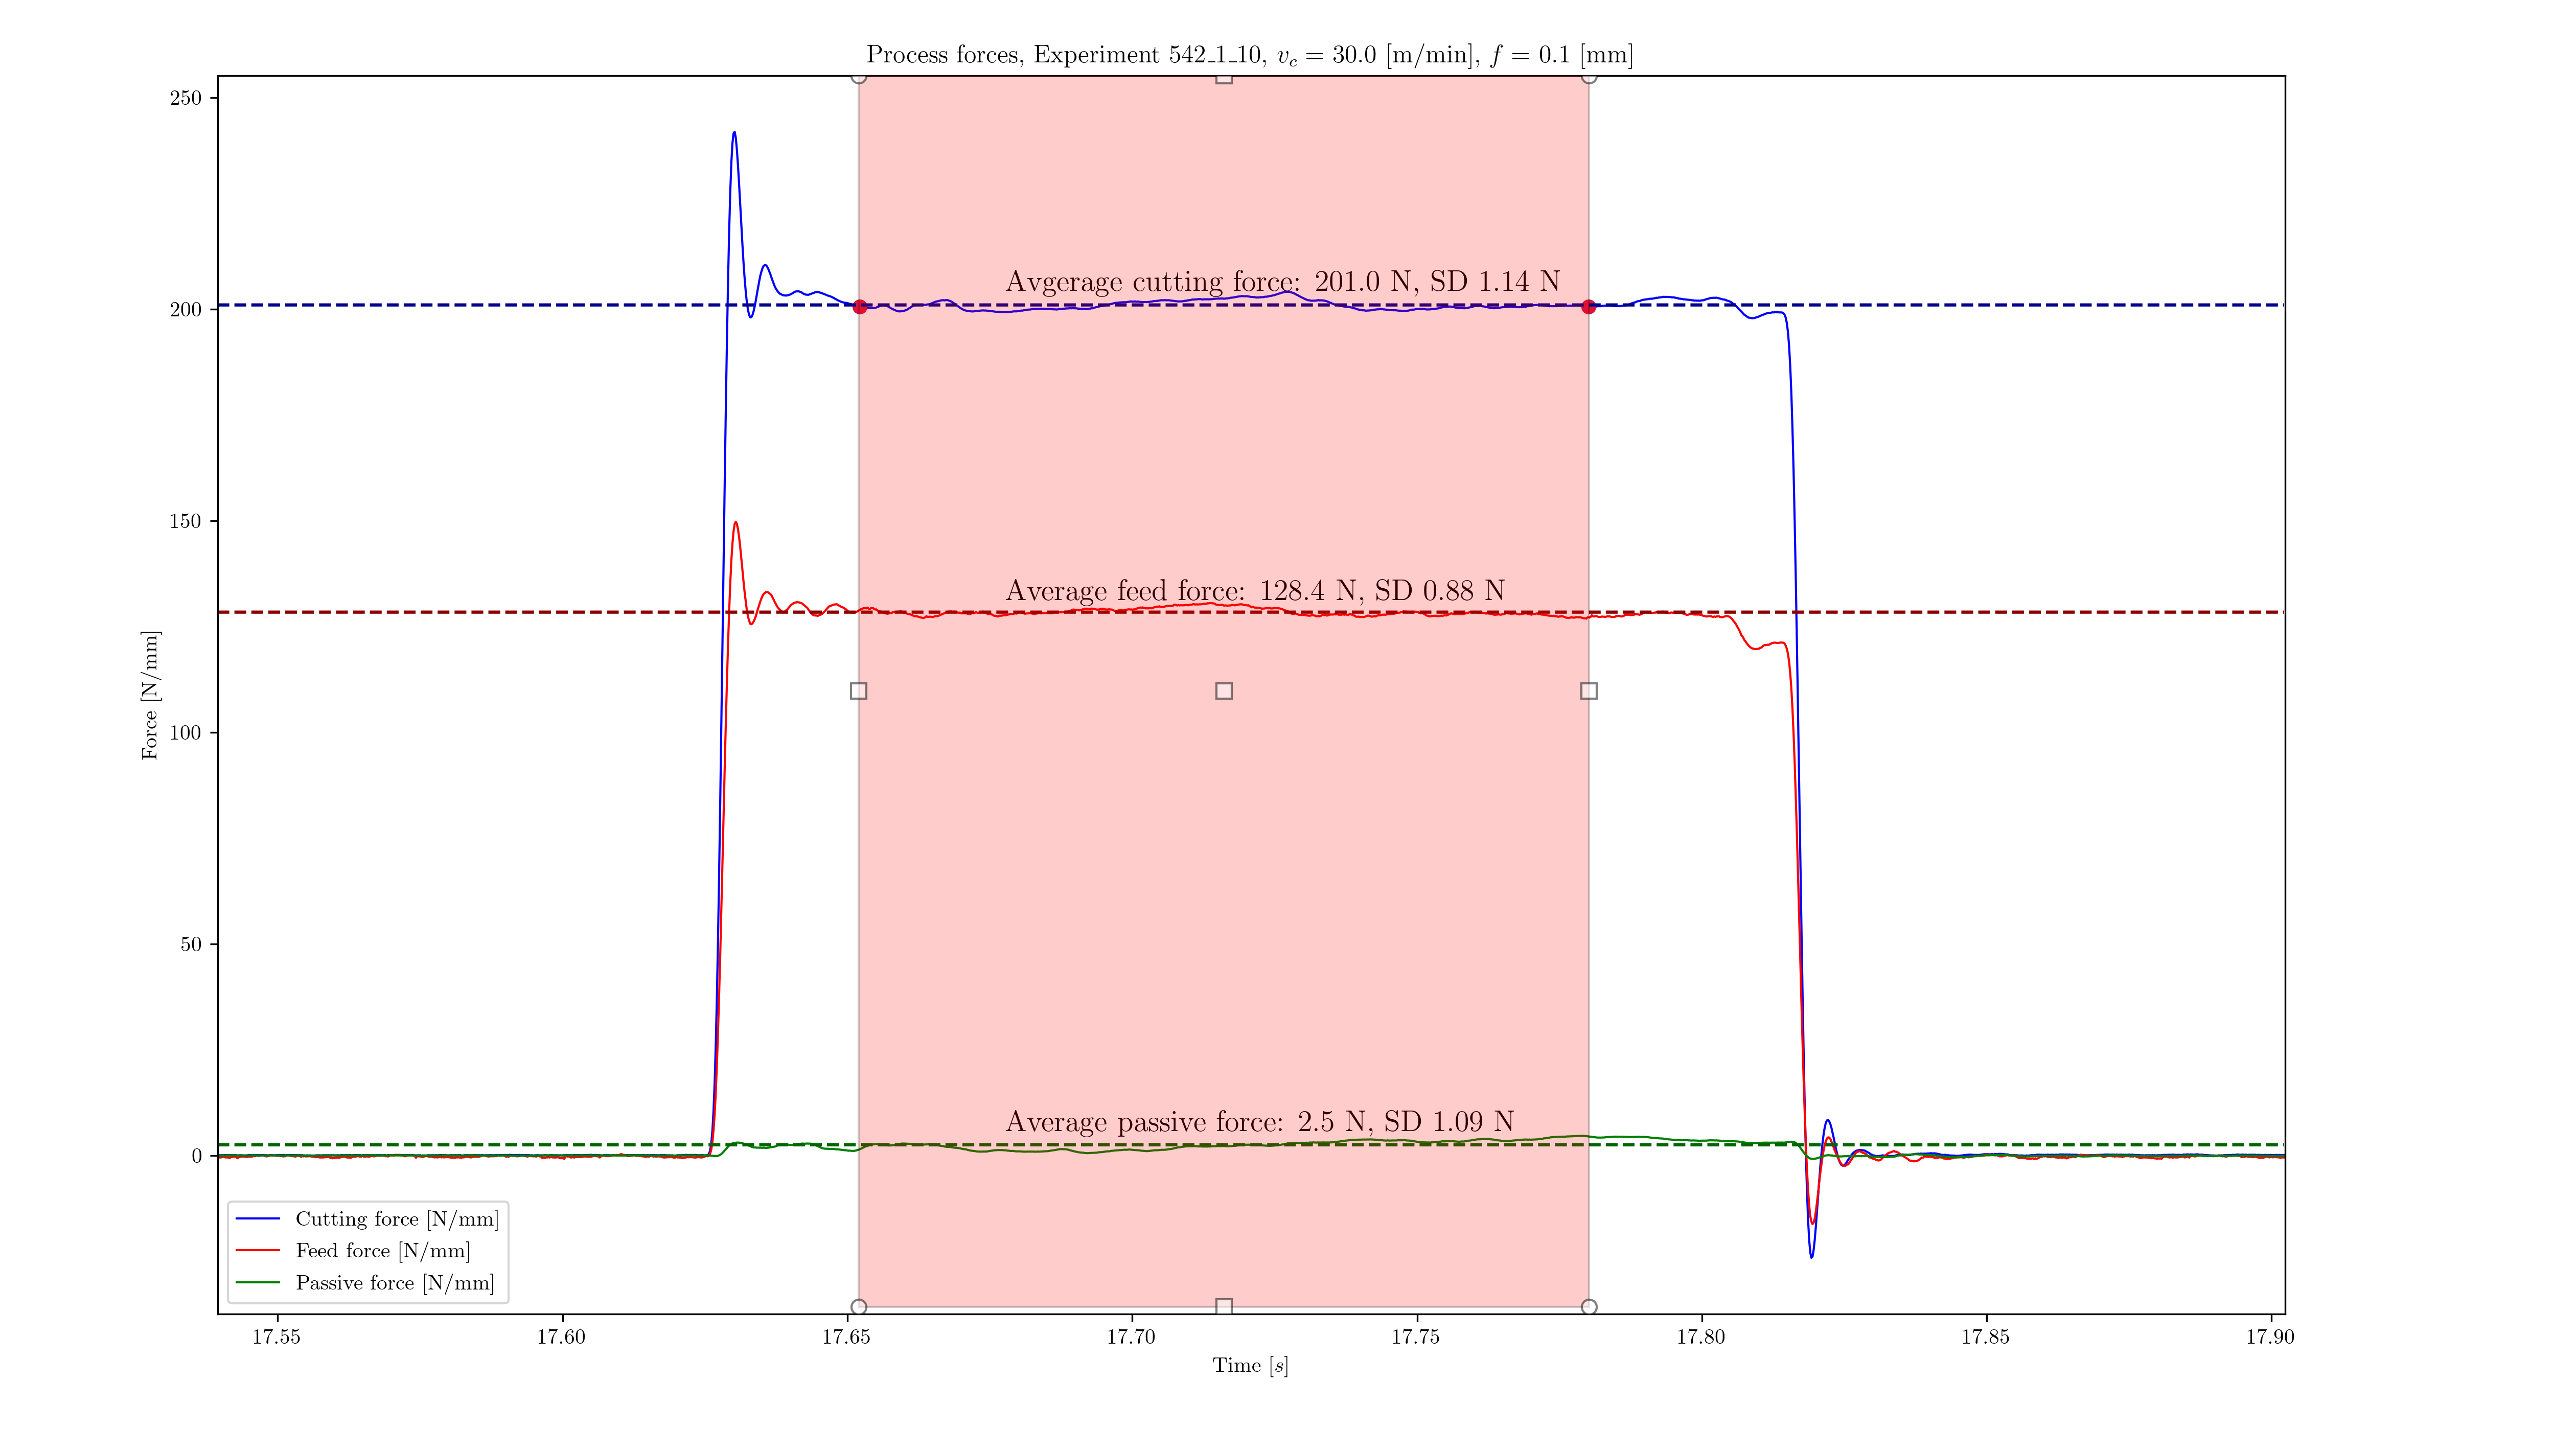 Process forces, Experiment 542_1_10, v_c = 30.0 [m/min], f = 0.1 [mm]
250
200
150
100
50
0
Force [N/mm]
Avgerage cutting force: 201.0 N, SD 1.14 N
Average feed force: 128.4 N, SD 0.88 N
Average passive force: 2.5 N, SD 1.09 N
Cutting force [N/mm]
Feed force [N/mm]
Passive force [N/mm]
17.55 17.60 17.65 17.70 17.75 17.80 17.85 17.90
Time [s]